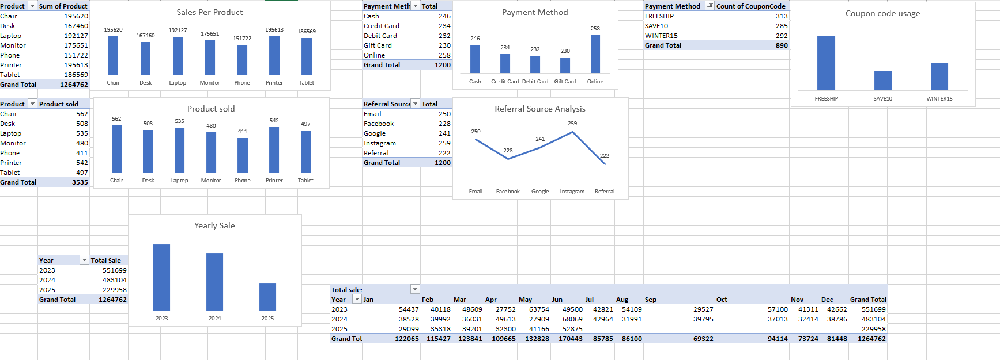 Product Sum of Product
Chair 195620
Desk 167460
Laptop 192127
Monitor 175651
Phone 151722
Printer 195613
Tablet 186569
Grand Total 1264762
Sales Per Product
195620 167460 192127 175651 151722 195613 186569
Chair Desk Laptop Monitor Phone Printer Tablet
Payment Meth Total
Cash 246
Credit Card 234
Debit Card 232
Gift Card 230
Online 258
Grand Total 1200
Payment Method
246 234 232 230 258
Cash Credit Card Debit Card Gift Card Online
Payment Method Count of CouponCode
FREESHIP 313
SAVE10 285
WINTER15 292
Grand Total 890
Coupon code usage
FREESHIP SAVE10 WINTER15
Product Product sold
Chair 562
Desk 508
Laptop 535
Monitor 480
Phone 411
Printer 542
Tablet 497
Grand Total 3535
Product sold
562 508 535 480 411 542 497
Chair Desk Laptop Monitor Phone Printer Tablet
Referral Source Total
Email 250
Facebook 228
Google 241
Instagram 259
Referral 222
Grand Total 1200
Referral Source Analysis
250 228 241 259 222
Email Facebook Google Instagram Referral
Year Total Sale
2023 551699
2024 483104
2025 229958
Grand Total 1264762
Yearly Sale
2023 2024 2025
Total sales
Year Jan Feb Mar Apr May Jun Jul Aug Sep Oct Nov Dec Grand Total
2023 54437 40118 48609 27752 63754 49500 42821 54109 29527 57100 41311 42662 551699
2024 38528 39992 36031 49613 27909 68069 42964 31991 39795 37013 32414 38786 483104
2025 29099 35318 39201 32300 41166 52875 229958
Grand Tot 122065 115427 123841 109665 132828 170443 85785 86100 69322 94114 73724 81448 1264762